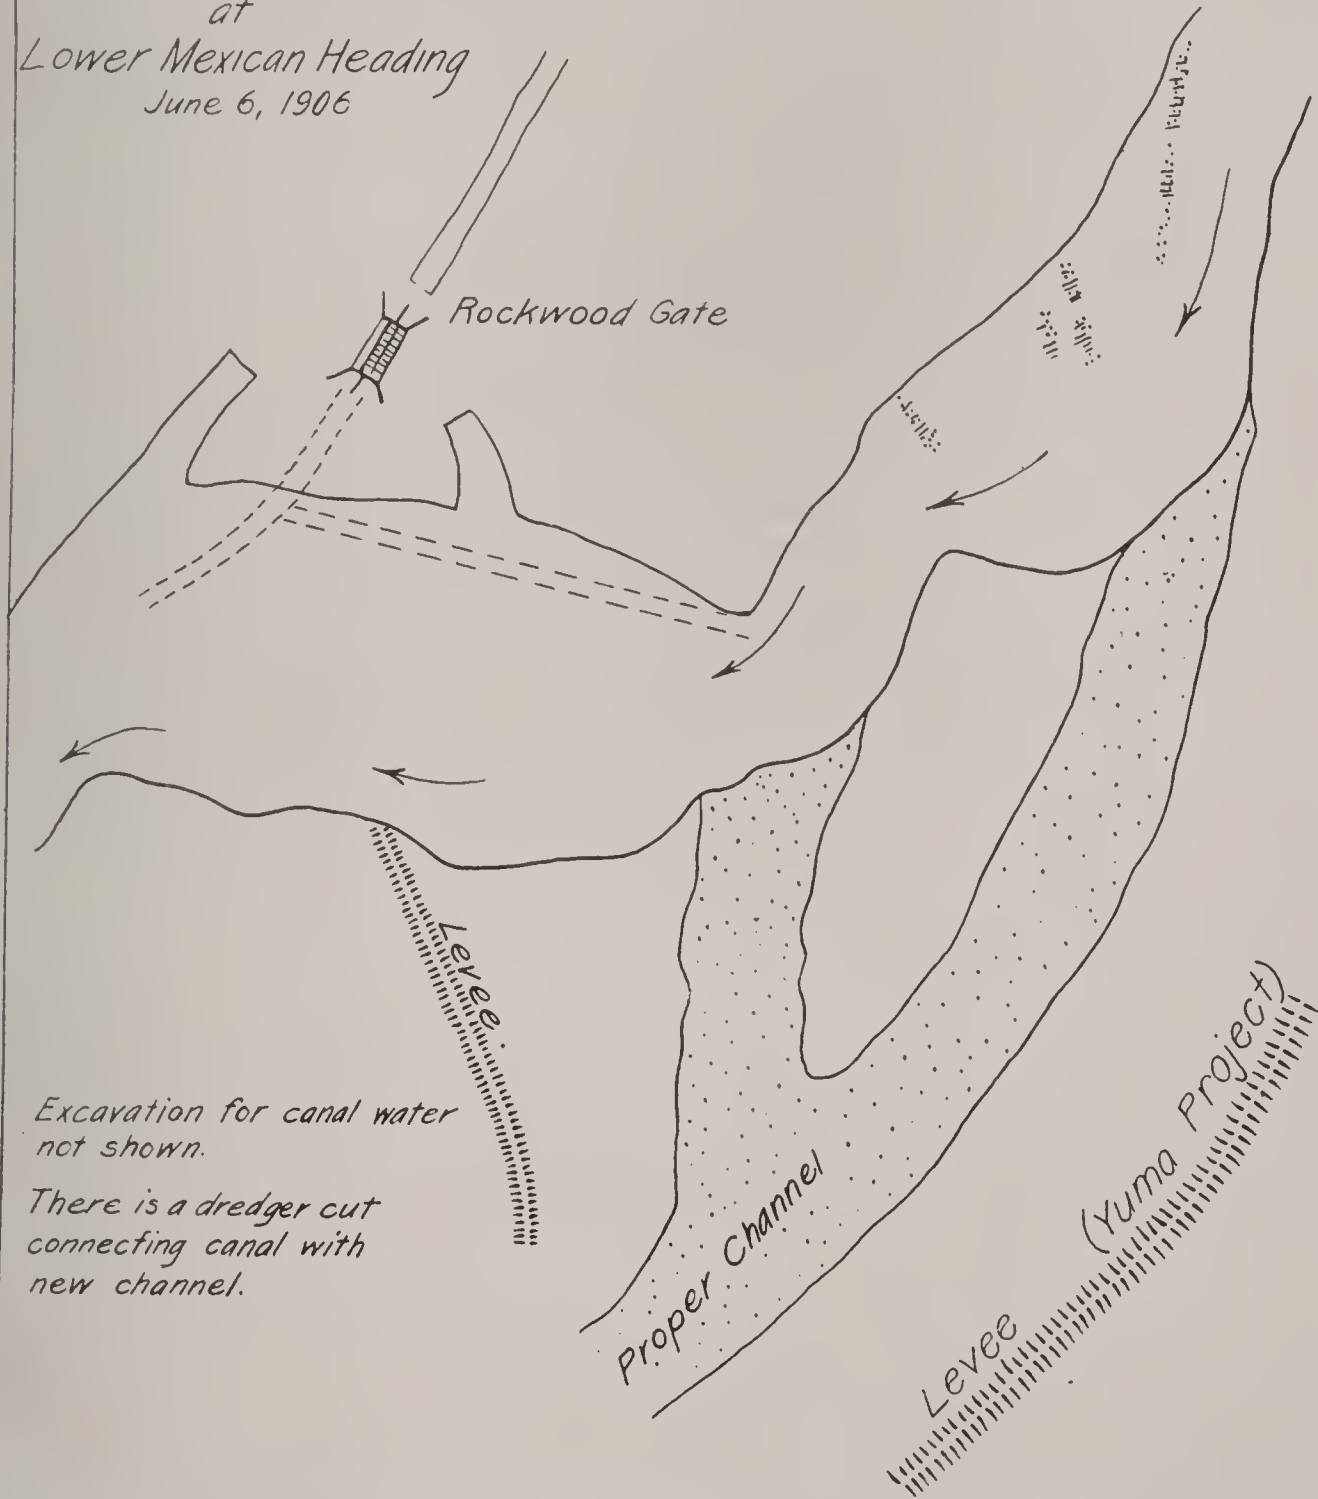 at
Lower Mexican Heading
June 6, 1906
Rockwood Gate
Levee.
Excavation for canal water
not shown.
There is a dredger cut
connecting canal with
new channel.
Proper Channel
Levee (Yuma Project)